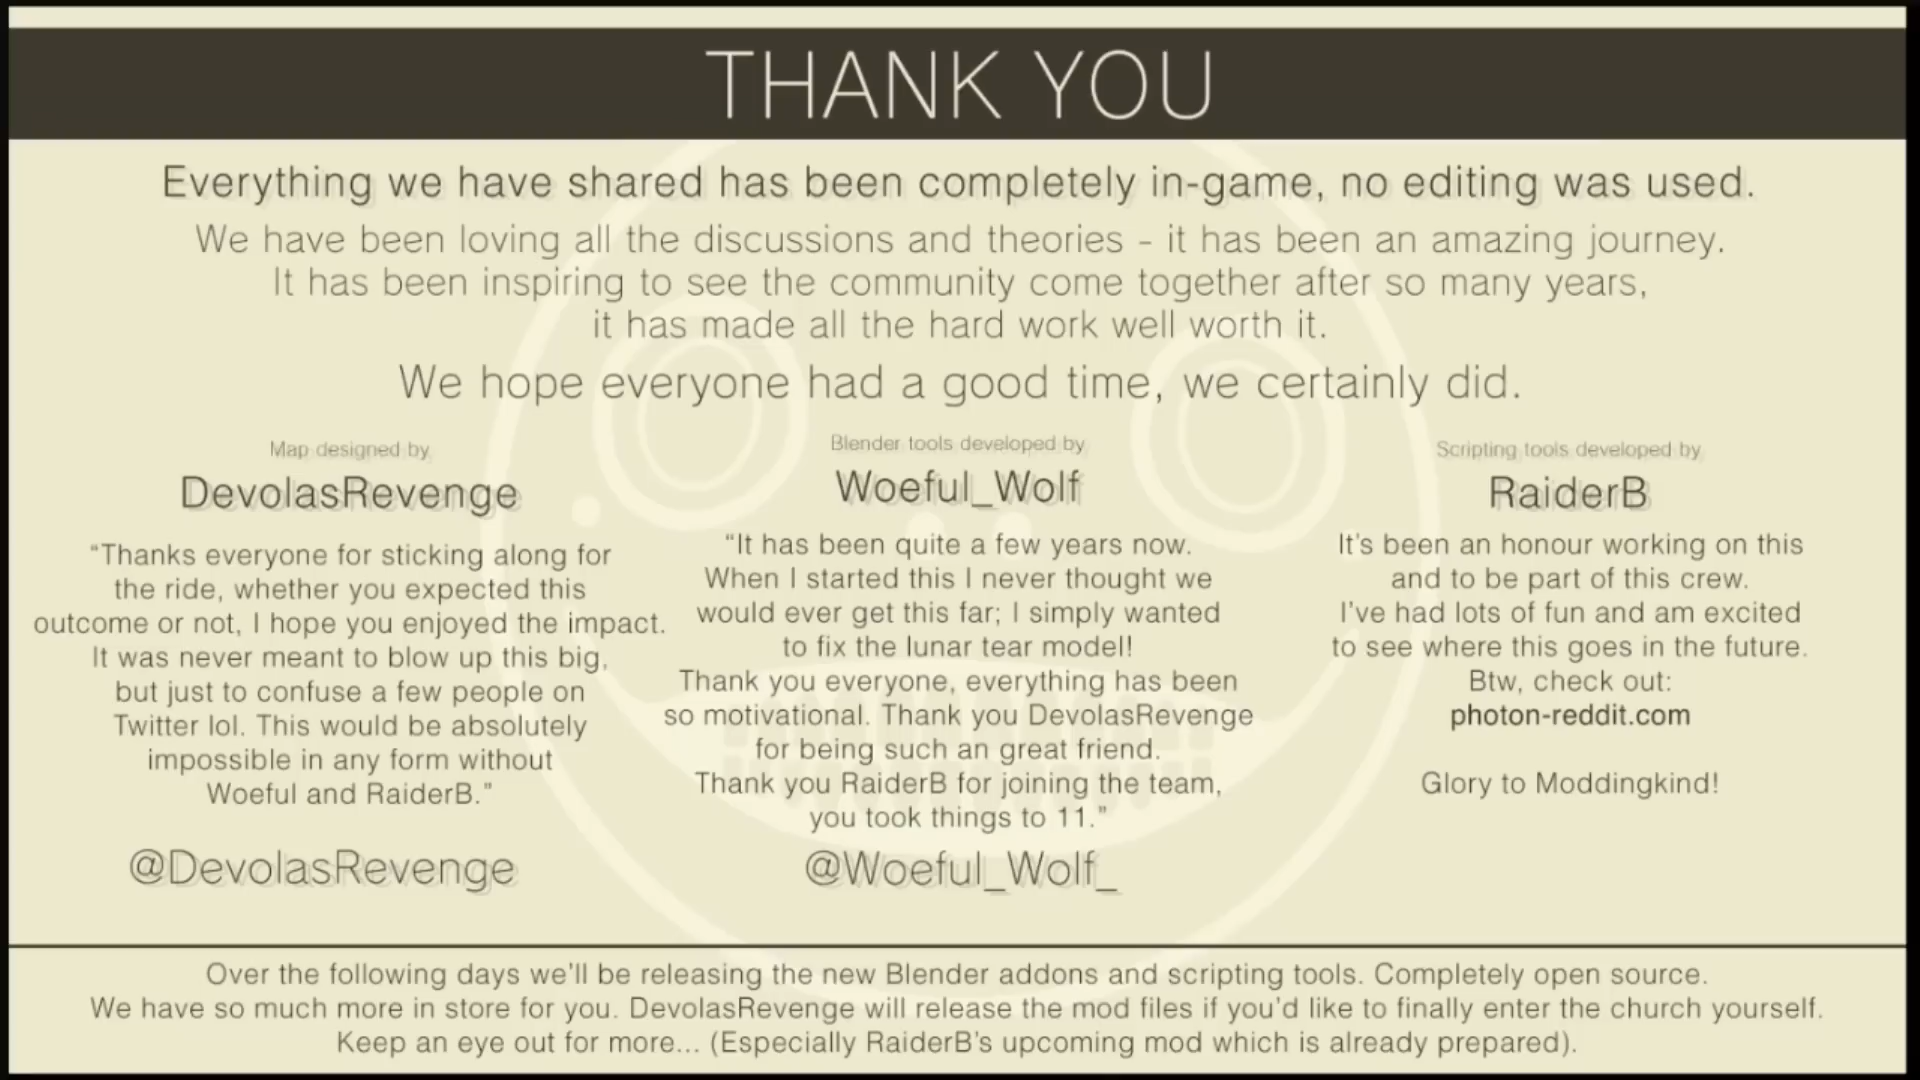 THANK YOU
Everything we have shared has been completely in-game, no editing was used.
We have been loving all the discussions and theories - it has been an amazing journey.
It has been inspiring to see the community come together after so many years,
it has made all the hard work well worth it.
We hope everyone had a good time, we certainly did.
Map designed by
DevolasRevenge
“Thanks everyone for sticking along for
the ride, whether you expected this
outcome or not, I hope you enjoyed the impact.
It was never meant to blow up this big,
but just to confuse a few people on
Twitter lol. This would be absolutely
impossible in any form without
Woeful and RaiderB.”
@DevolasRevenge
Blender tools developed by
Woeful_Wolf
“It has been quite a few years now.
When I started this I never thought we
would ever get this far; I simply wanted
to fix the lunar tear model!
Thank you everyone, everything has been
so motivational. Thank you DevolasRevenge
for being such an great friend.
Thank you RaiderB for joining the team,
you took things to 11.”
@Woeful_Wolf_
Scripting tools developed by
RaiderB
It’s been an honour working on this
and to be part of this crew.
I’ve had lots of fun and am excited
to see where this goes in the future.
Btw, check out:
photon-reddit.com
Glory to Moddingkind!
Over the following days we’ll be releasing the new Blender addons and scripting tools. Completely open source.
We have so much more in store for you. DevolasRevenge will release the mod files if you’d like to finally enter the church yourself.
Keep an eye out for more... (Especially RaiderB’s upcoming mod which is already prepared).